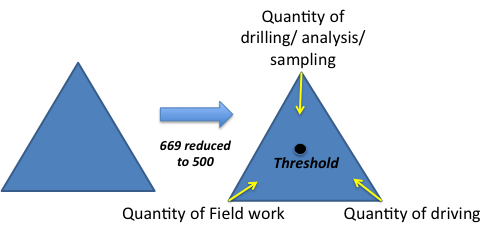 Quantity of
drilling/ analysis/
sampling
669 reduced
to 500
Threshold
Quantity of Field work
Quantity of driving